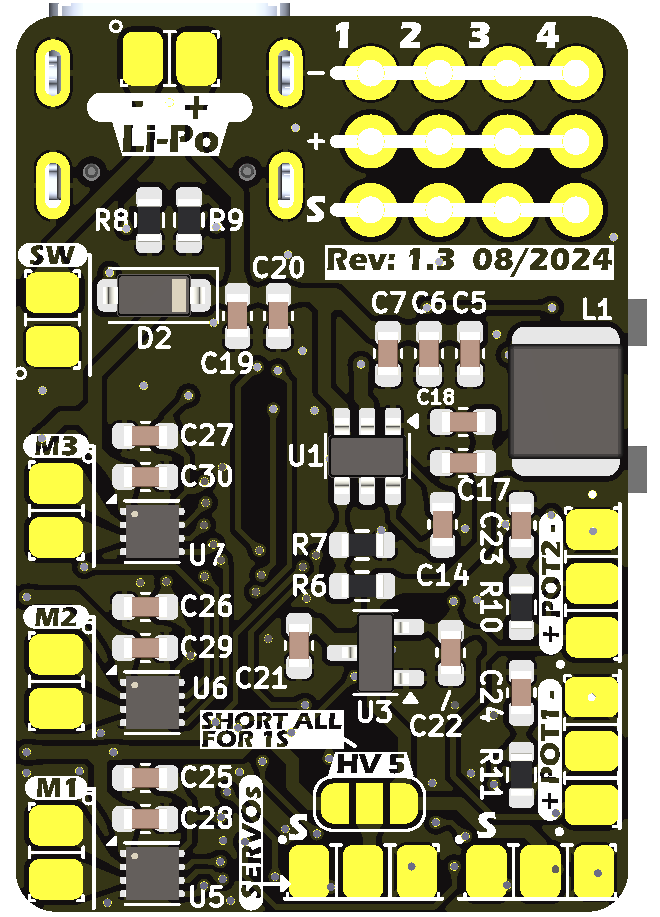 1 2 3 4
-
- +
Li-Po
+
S
R8 R9
SW
Rev: 1.3 08/2024
C20
D2
C19
C7 C6 C5
L1
C18
C27
M3
C30
U1
C17
U7
R7
C14
C23
POT2
+ -
R6
R10
C26
M2
C29
U6
C21
U3
C22
C24
POT1
+ -
SHORT ALL
FOR 1S
HV 5
R11
C25
M1
C28
U5
SERVOs
S
S